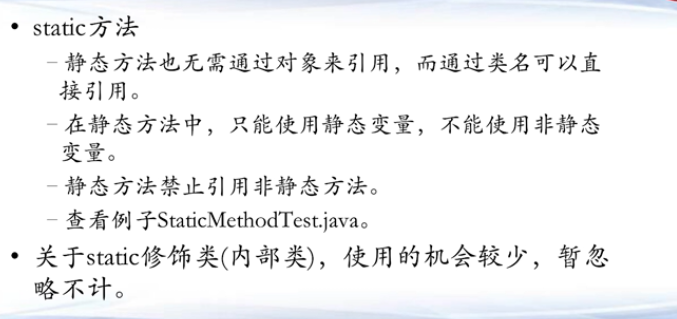 • static方法
– 静态方法也无需通过对象来引用，而通过类名可以直
接引用。
– 在静态方法中，只能使用静态变量，不能使用非静态
变量。
– 静态方法禁止引用非静态方法。
– 查看例子StaticMethodTest.java。
• 关于static修饰类(内部类)，使用的机会较少，暂忽
略不计。